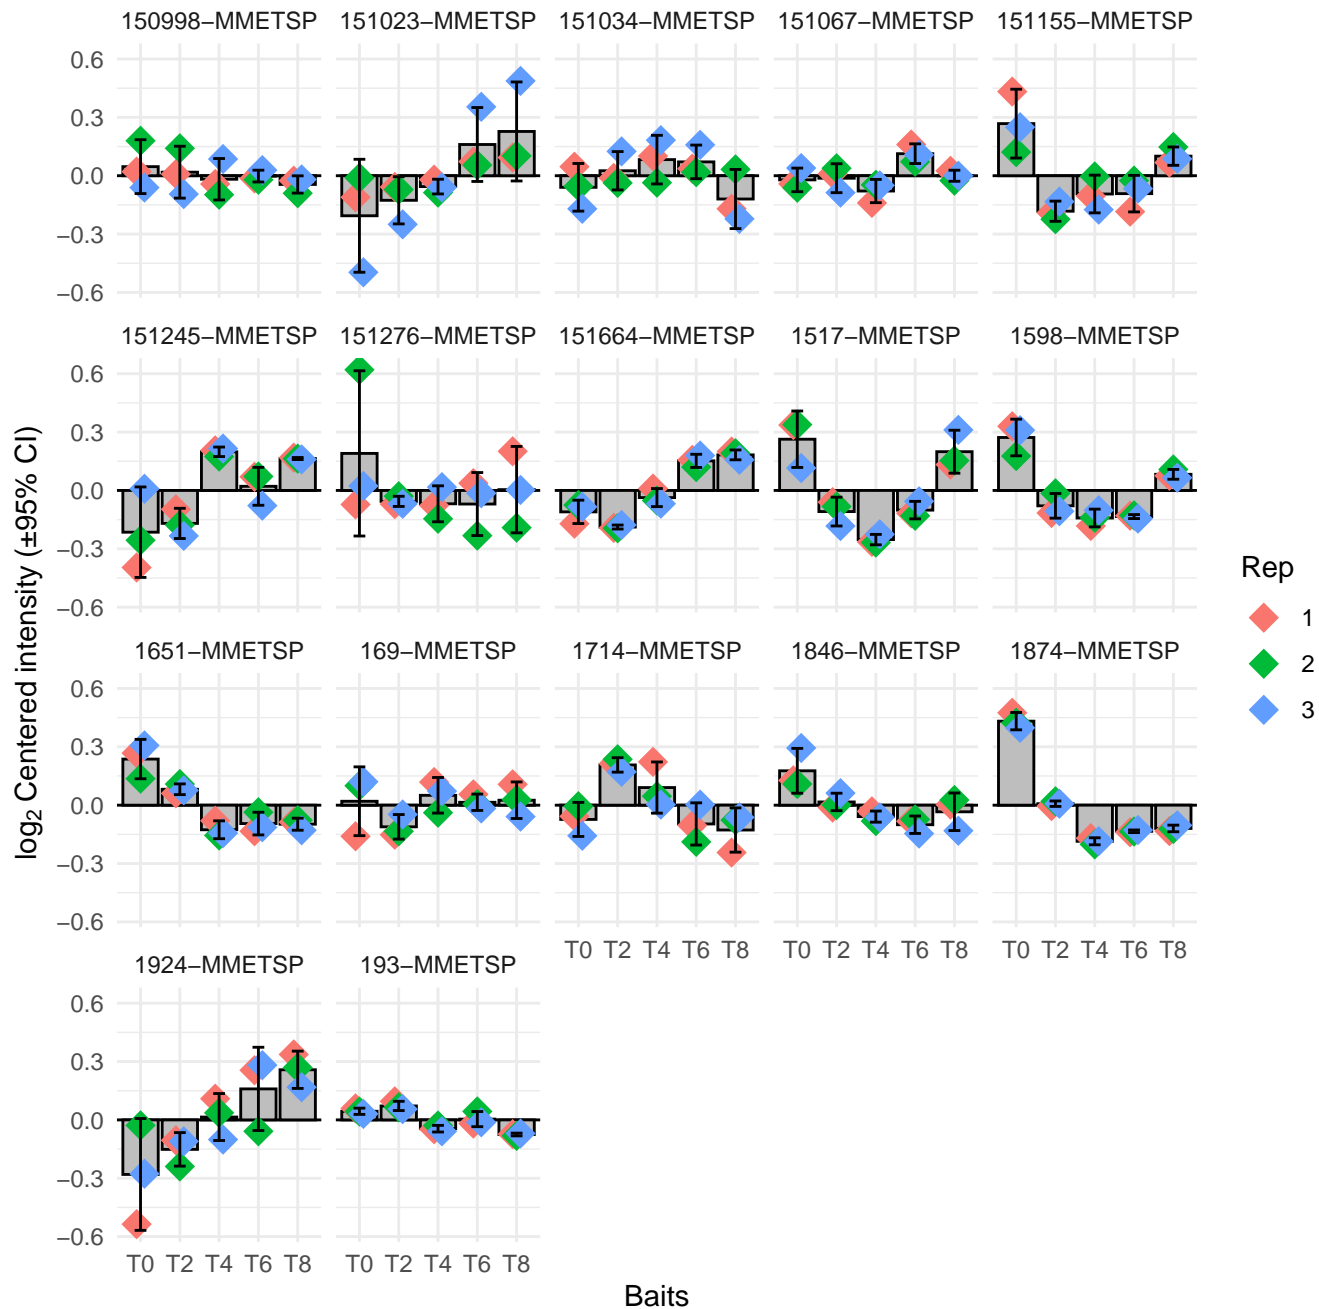 150998−MMETSP 151023−MMETSP 151034−MMETSP 151067−MMETSP 151155−MMETSP
0.6
0.3
0.0
−0.3
−0.6
151245−MMETSP 151276−MMETSP 151664−MMETSP 1517−MMETSP 1598−MMETSP
0.6
0.3
0.0
−0.3
−0.6
1651−MMETSP 169−MMETSP 1714−MMETSP 1846−MMETSP 1874−MMETSP
0.6
0.3
0.0
−0.3
−0.6
T0 T2 T4 T6 T8 T0 T2 T4 T6 T8 T0 T2 T4 T6 T8
1924−MMETSP 193−MMETSP
0.6
0.3
0.0
−0.3
−0.6
T0 T2 T4 T6 T8 T0 T2 T4 T6 T8
Baits
log₂ Centered intensity (±95% CI)
Rep
1
2
3